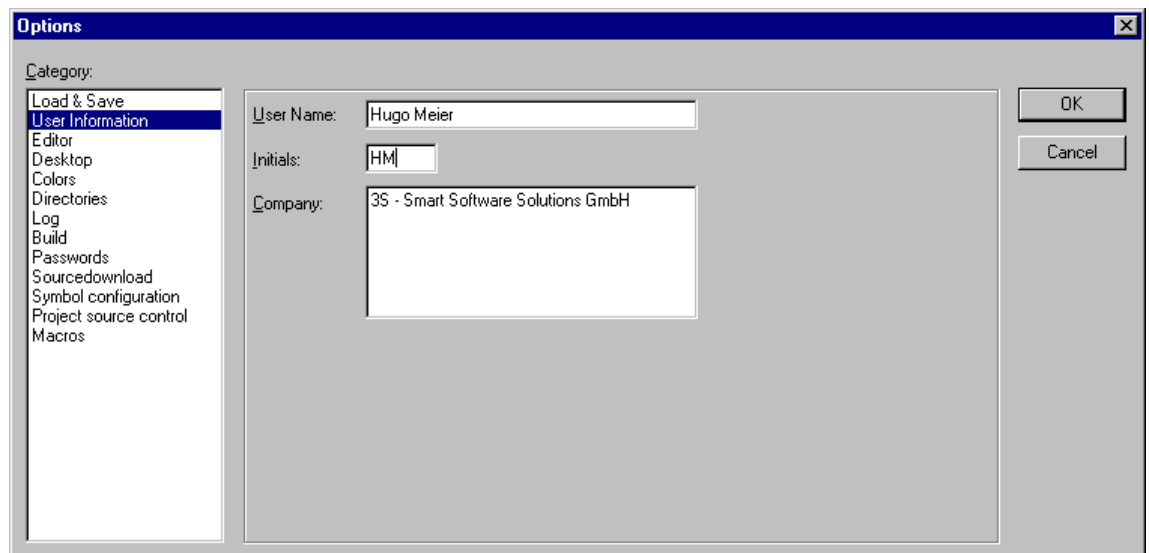 Options
Category:
Load & Save
User Information
Editor
Desktop
Colors
Directories
Log
Build
Passwords
Sourcedownload
Symbol configuration
Project source control
Macros
User Name: Hugo Meier
Initials: HM
Company: 3S - Smart Software Solutions GmbH
OK
Cancel